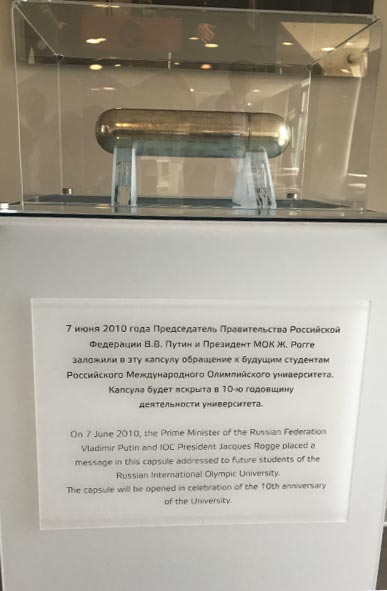 7 июня 2010 года Председатель Правительства Российской
Федерации В.В. Путин и Президент МОК Ж. Рогге
заложили в эту капсулу обращение к будущим студентам
Российского Международного Олимпийского университета.
Капсула будет вскрыта в 10-ю годовщину
деятельности университета.
On 7 June 2010, the Prime Minister of the Russian Federation
Vladimir Putin and IOC President Jacques Rogge placed a
message in this capsule addressed to future students of the
Russian International Olympic University.
The capsule will be opened in celebration of the 10th anniversary
of the University.